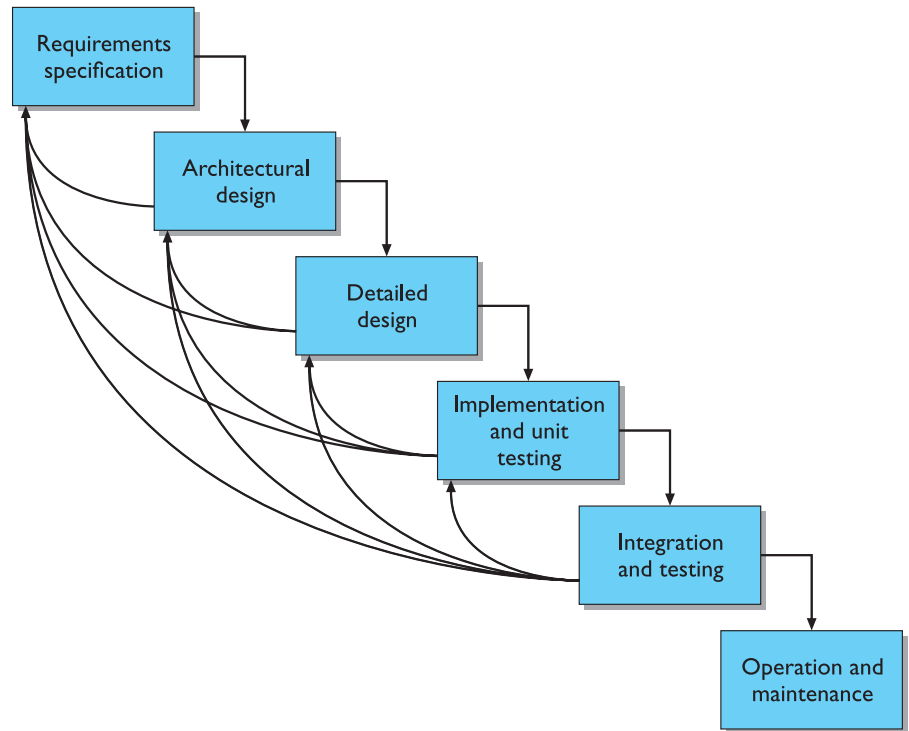 Requirements
specification
Architectural
design
Detailed
design
Implementation
and unit
testing
Integration
and testing
Operation and
maintenance